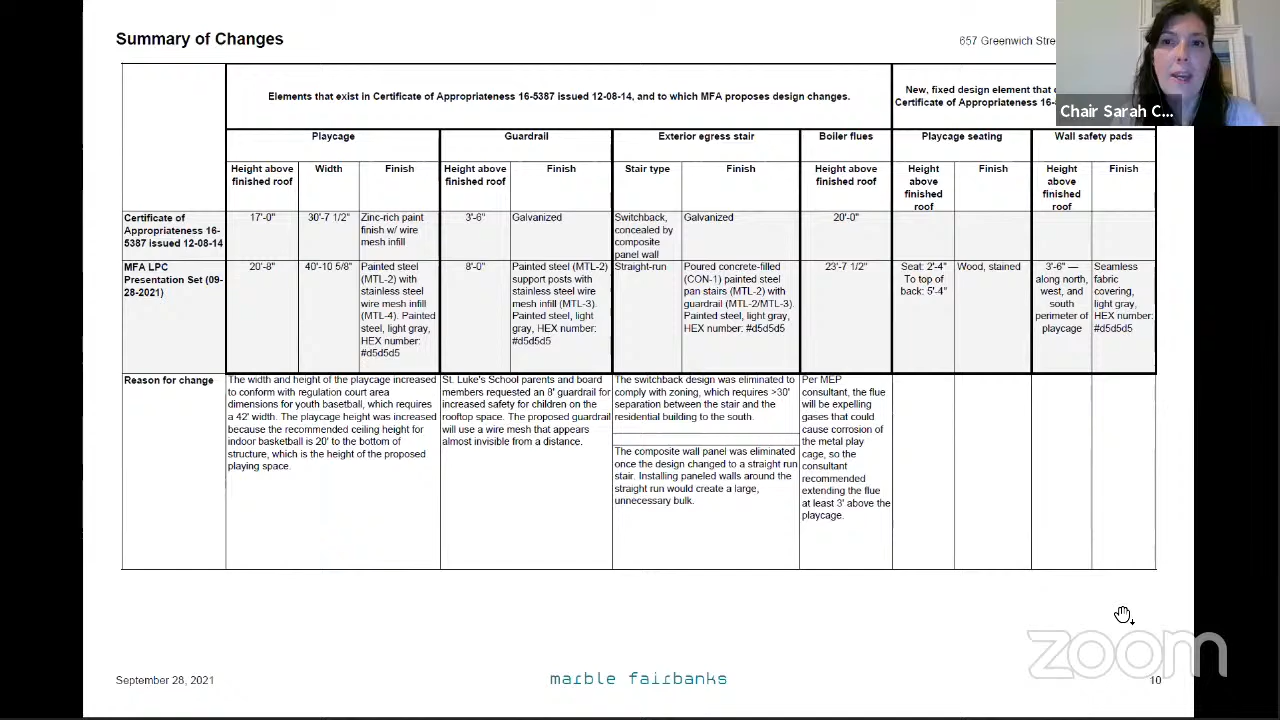 Summary of Changes
657 Greenwich Stre
Chair Sarah C...
Elements that exist in Certificate of Appropriateness 16-5387 issued 12-08-14, and to which MFA proposes design changes.
New, fixed design element that
Certificate of Appropriateness 16-
Playcage
Guardrail
Exterior egress stair
Boiler flues
Playcage seating
Wall safety pads
Height above
finished roof
Width
Finish
Height above
finished roof
Finish
Stair type
Finish
Height above
finished roof
Height
above
finished
roof
Finish
Height
above
finished
roof
Finish
Certificate of
Appropriateness 16-
5387 issued 12-08-14
17'-0"
30'-7 1/2"
Zinc-rich paint
finish w/ wire
mesh infill
3'-6"
Galvanized
Switchback,
concealed by
composite
panel wall
Galvanized
20'-0"
MFA LPC
Presentation Set (09-
28-2021)
20'-8"
40'-10 5/8"
Painted steel
(MTL-2) with
stainless steel
wire mesh infill
(MTL-4). Painted
steel, light gray,
HEX number:
#d5d5d5
8'-0"
Painted steel (MTL-2)
support posts with
stainless steel wire
mesh infill (MTL-3).
Painted steel, light
gray, HEX number:
#d5d5d5
Straight-run
Poured concrete-filled
(CON-1) painted steel
pan stairs (MTL-2) with
guardrail (MTL-2/MTL-3).
Painted steel, light gray,
HEX number: #d5d5d5
23'-7 1/2"
Seat: 2'-4"
To top of
back: 5'-4"
Wood, stained
3'-6" —
along north,
west, and
south
perimeter of
playcage
Seamless
fabric
covering,
light gray,
HEX number:
#d5d5d5
Reason for change
The width and height of the playcage increased
to conform with regulation court area
dimensions for youth basketball, which requires
a 42' width. The playcage height was increased
because the recommended ceiling height for
indoor basketball is 20' to the bottom of
structure, which is the height of the proposed
playing space.
St. Luke's School parents and board
members requested an 8' guardrail for
increased safety for children on the
rooftop space. The proposed guardrail
will use a wire mesh that appears
almost invisible from a distance.
The switchback design was eliminated to
comply with zoning, which requires >30'
separation between the stair and the
residential building to the south.
The composite wall panel was eliminated
once the design changed to a straight run
stair. Installing paneled walls around the
straight run would create a large,
unnecessary bulk.
Per MEP
consultant, the flue
will be expelling
gases that could
cause corrosion of
the metal play
cage, so the
consultant
recommended
extending the flue
at least 3' above the
playcage.
zoom
September 28, 2021
marble fairbanks
10